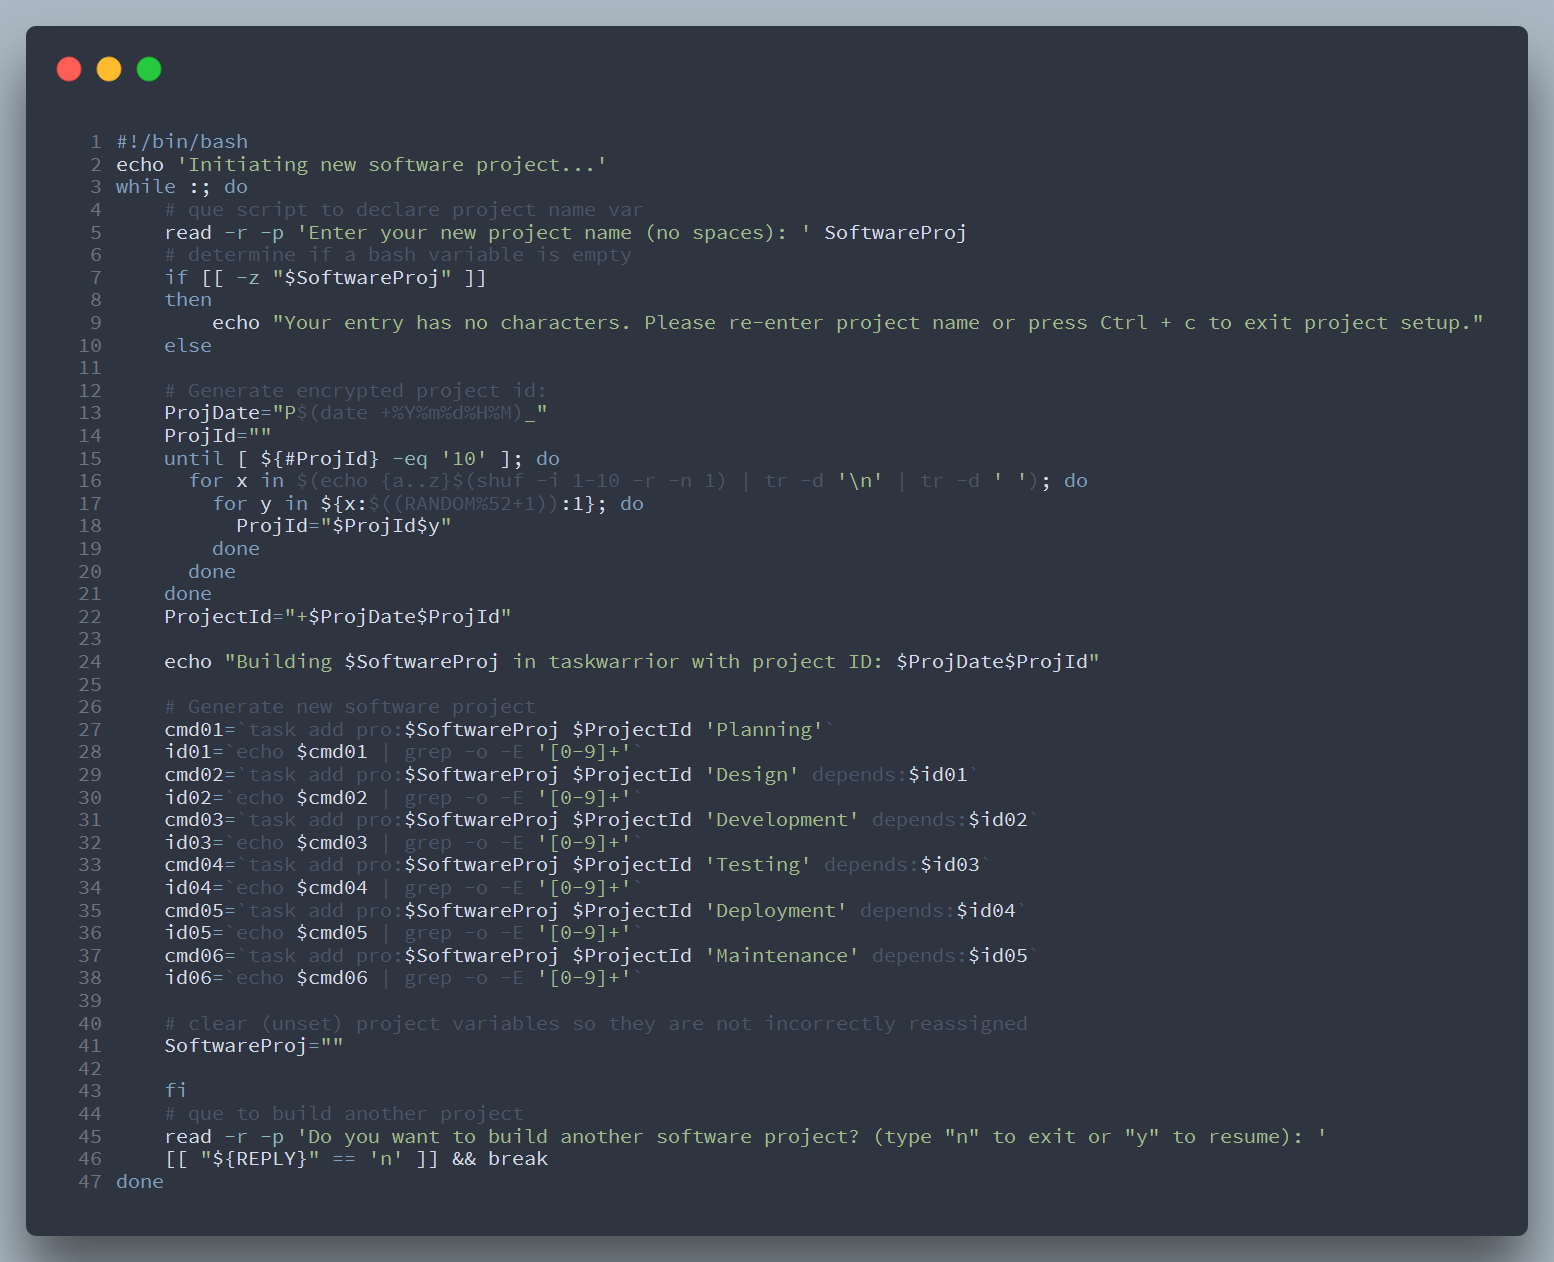 1 #!/bin/bash
2 echo 'Initiating new software project...'
3 while :; do
4     # que script to declare project name var
5     read -r -p 'Enter your new project name (no spaces): ' SoftwareProj
6     # determine if a bash variable is empty
7     if [[ -z "$SoftwareProj" ]]
8     then
9         echo "Your entry has no characters. Please re-enter project name or press Ctrl + c to exit project setup."
10     else
11
12     # Generate encrypted project id:
13     ProjDate="P$(date +%Y%m%d%H%M)_"
14     ProjId=""
15     until [ ${#ProjId} -eq '10' ]; do
16       for x in $(echo {a..z}$(shuf -i 1-10 -r -n 1) | tr -d '\n' | tr -d ' '); do
17         for y in ${x:$((RANDOM%52+1)):1}; do
18           ProjId="$ProjId$y"
19         done
20       done
21     done
22     ProjectId="+$ProjDate$ProjId"
23
24     echo "Building $SoftwareProj in taskwarrior with project ID: $ProjDate$ProjId"
25
26     # Generate new software project
27     cmd01=`task add pro:$SoftwareProj $ProjectId 'Planning'`
28     id01=`echo $cmd01 | grep -o -E '[0-9]+'`
29     cmd02=`task add pro:$SoftwareProj $ProjectId 'Design' depends:$id01`
30     id02=`echo $cmd02 | grep -o -E '[0-9]+'`
31     cmd03=`task add pro:$SoftwareProj $ProjectId 'Development' depends:$id02`
32     id03=`echo $cmd03 | grep -o -E '[0-9]+'`
33     cmd04=`task add pro:$SoftwareProj $ProjectId 'Testing' depends:$id03`
34     id04=`echo $cmd04 | grep -o -E '[0-9]+'`
35     cmd05=`task add pro:$SoftwareProj $ProjectId 'Deployment' depends:$id04`
36     id05=`echo $cmd05 | grep -o -E '[0-9]+'`
37     cmd06=`task add pro:$SoftwareProj $ProjectId 'Maintenance' depends:$id05`
38     id06=`echo $cmd06 | grep -o -E '[0-9]+'`
39
40     # clear (unset) project variables so they are not incorrectly reassigned
41     SoftwareProj=""
42
43     fi
44     # que to build another project
45     read -r -p 'Do you want to build another software project? (type "n" to exit or "y" to resume): '
46     [[ "${REPLY}" == 'n' ]] && break
47 done